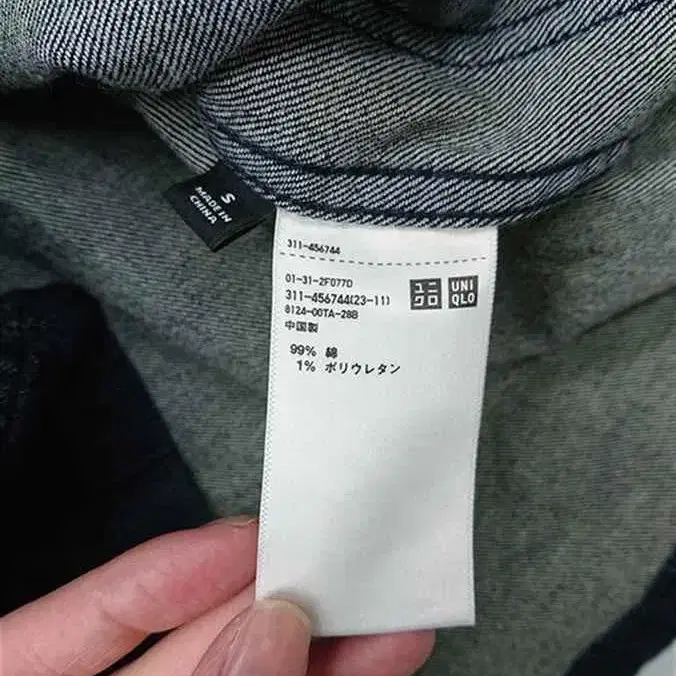 S
MADE IN
CHINA
311-456744
01-31-2F077D
311-456744(23-11)
8124-00TA-28B
中国製
ユニ
クロ
UNI
QLO
99% 綿
1% ポリウレタン